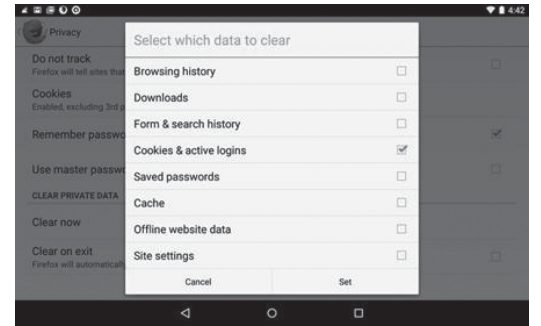 4:42
Privacy
Select which data to clear
Do not track
Firefox will tell sites that
Browsing history
Cookies
Enabled, excluding 3rd p
Downloads
Form & search history
Remember passwo
Cookies & active logins
Use master passwo
Saved passwords
CLEAR PRIVATE DATA
Cache
Clear now
Offline website data
Clear on exit
Firefox will automatically
Site settings
Cancel
Set